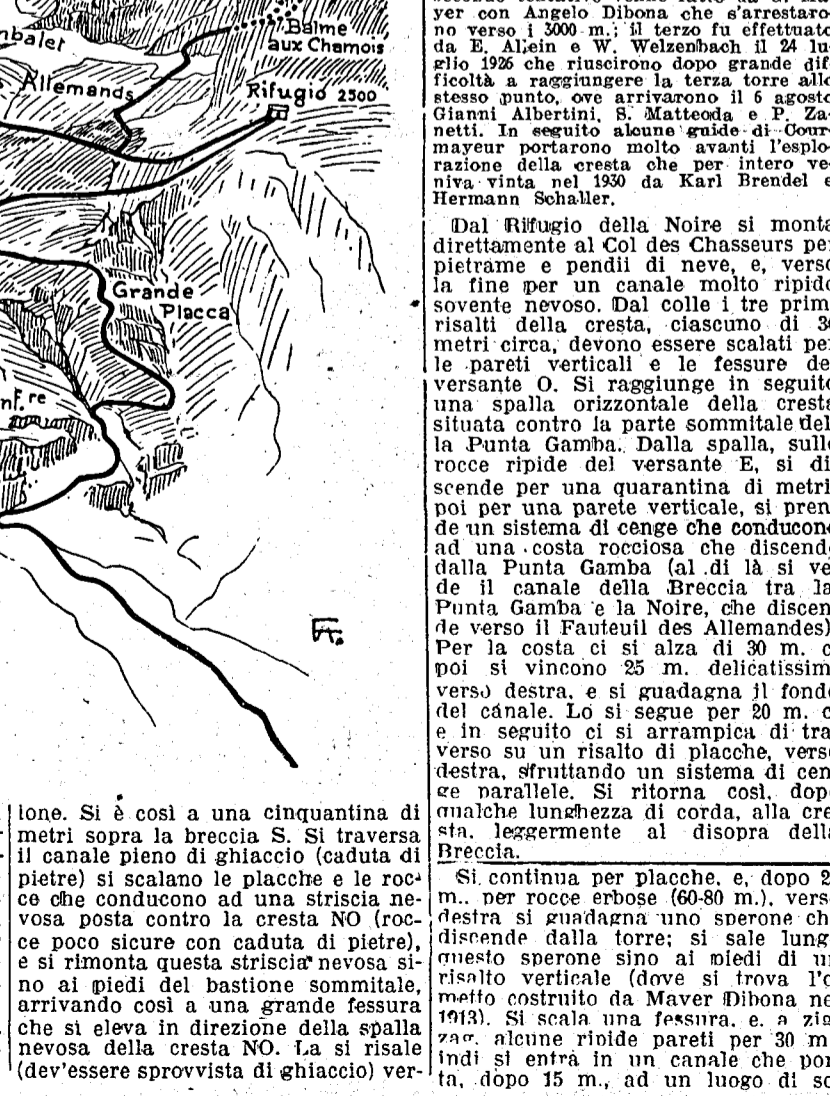 Balme
aux Chamois
mbalet
Allemands
Rifugio 2500
Grande
Placca
nf.re
FA.
ione. Si è così a una cinquantina di
metri sopra la breccia S. Si traversa
il canale pieno di ghiaccio (caduta di
pietre) si scalano le placche e le roc-
ce che conducono ad una striscia ne-
vosa posta contro la cresta NO (roc-
ce poco sicure con caduta di pietre),
e si rimonta questa striscia nevosa si-
no ai piedi del bastione sommitale,
arrivando così a una grande fessura
che si eleva in direzione della spalla
nevosa della cresta NO. La si risale
(dev'essere sprovvista di ghiaccio) ver-
yer con Angelo Dibona che s'arrestaro-
no verso i 3000 m.; il terzo fu effettuato
da E. Allein e W. Welzenbach il 24 lu-
glio 1926 che riuscirono dopo grande dif-
ficoltà a raggiungere la terza torre allo
stesso punto, ove arrivarono il 6 agosto
Gianni Albertini, S. Matteoda e P. Za-
netti. In seguito alcune guide di Cour-
mayeur portarono molto avanti l'esplo-
razione della cresta che per intero ve-
niva vinta nel 1930 da Karl Brendel e
Hermann Schaller.
Dal Rifugio della Noire si monta
direttamente al Col des Chasseurs per
pietrame e pendii di neve, e, verso
la fine per un canale molto ripido
sovente nevoso. Dal colle i tre prim
risalti della cresta, ciascuno di 3
metri circa, devono essere scalati per
le pareti verticali e le fessure de
versante O. Si raggiunge in seguito
una spalla orizzontale della cresta
situata contro la parte sommitale del
la Punta Gamba. Dalla spalla, sulle
rocce ripide del versante E, si di
scende per una quarantina di metri
poi per una parete verticale, si pren
de un sistema di cenge che conducono
ad una costa rocciosa che discend
dalla Punta Gamba (al di là si ve
de il canale della Breccia tra la
Punta Gamba e la Noire, che discen
de verso il Fauteuil des Allemandes)
Per la costa ci si alza di 30 m. c
poi si vincono 25 m. delicatissim
verso destra, e si guadagna il fondo
del cánale. Lo si segue per 20 m. c
e in seguito ci si arrampica di tra
verso su un risalto di placche, verso
destra, sfruttando un sistema di cen
ge parallele. Si ritorna così, dop
qualche lunghezza di corda, alla cre
sta, leggermente al disopra della
Breccia.
Si continua per placche, e, dopo 2
m., per rocce erbose (60-80 m.), vers
destra si guadagna uno sperone ch
discende dalla torre; si sale lung
questo sperone sino ai piedi di un
risalto verticale (dove si trova l'o
metto costruito da Mayer Dibona ne
1913). Si scala una fessura, e, a zig
zag, alcune ripide pareti per 30 m
indi si entra in un canale che por
ta, dopo 15 m., ad un luogo di so